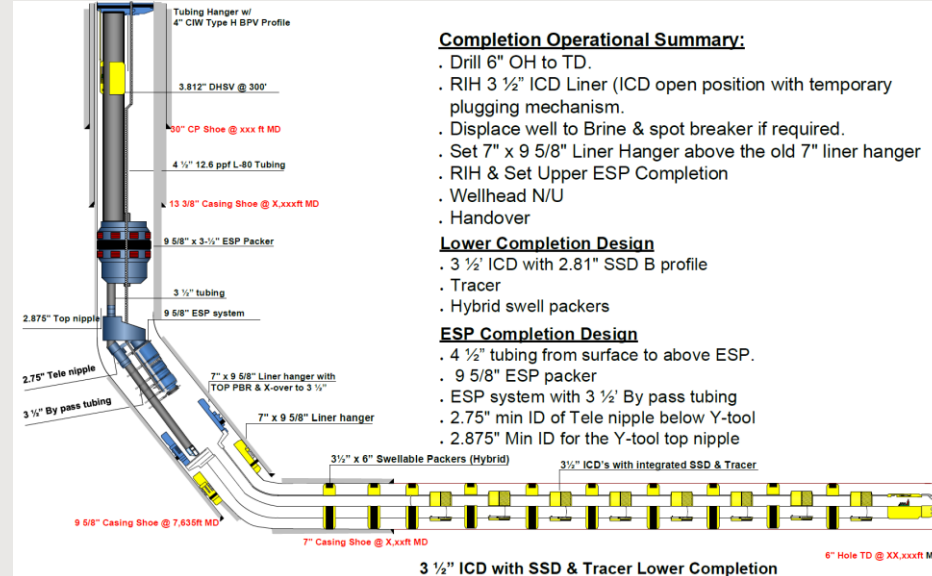 Tubing Hanger w/
4" CIW Type H BPV Profile
3.812" DHSV @ 300'
30" CP Shoe @ xxx ft MD
4 ½" 12.6 ppf L-80 Tubing
13 3/8" Casing Shoe @ X,xxxft MD
9 5/8" x 3-½" ESP Packer
3 ½" tubing
2.875" Top nipple
9 5/8" ESP system
2.75" Tele nipple
3 ½" By pass tubing
7" x 9 5/8" Liner hanger with
TOP PBR & X-over to 3 ½"
7" x 9 5/8" Liner hanger
9 5/8" Casing Shoe @ 7,635ft MD
Completion Operational Summary:
. Drill 6" OH to TD.
. RIH 3 ½" ICD Liner (ICD open position with temporary
plugging mechanism.
. Displace well to Brine & spot breaker if required.
. Set 7" x 9 5/8" Liner Hanger above the old 7" liner hanger
. RIH & Set Upper ESP Completion
. Wellhead N/U
. Handover
Lower Completion Design
. 3 ½' ICD with 2.81" SSD B profile
. Tracer
. Hybrid swell packers
ESP Completion Design
. 4 ½" tubing from surface to above ESP.
. 9 5/8" ESP packer
. ESP system with 3 ½' By pass tubing
. 2.75" min ID of Tele nipple below Y-tool
. 2.875" Min ID for the Y-tool top nipple
3½" x 6" Swellable Packers (Hybrid)
3½" ICD's with integrated SSD & Tracer
7" Casing Shoe @ X,xxft MD
6" Hole TD @ XX,xxxft M
3 ½" ICD with SSD & Tracer Lower Completion